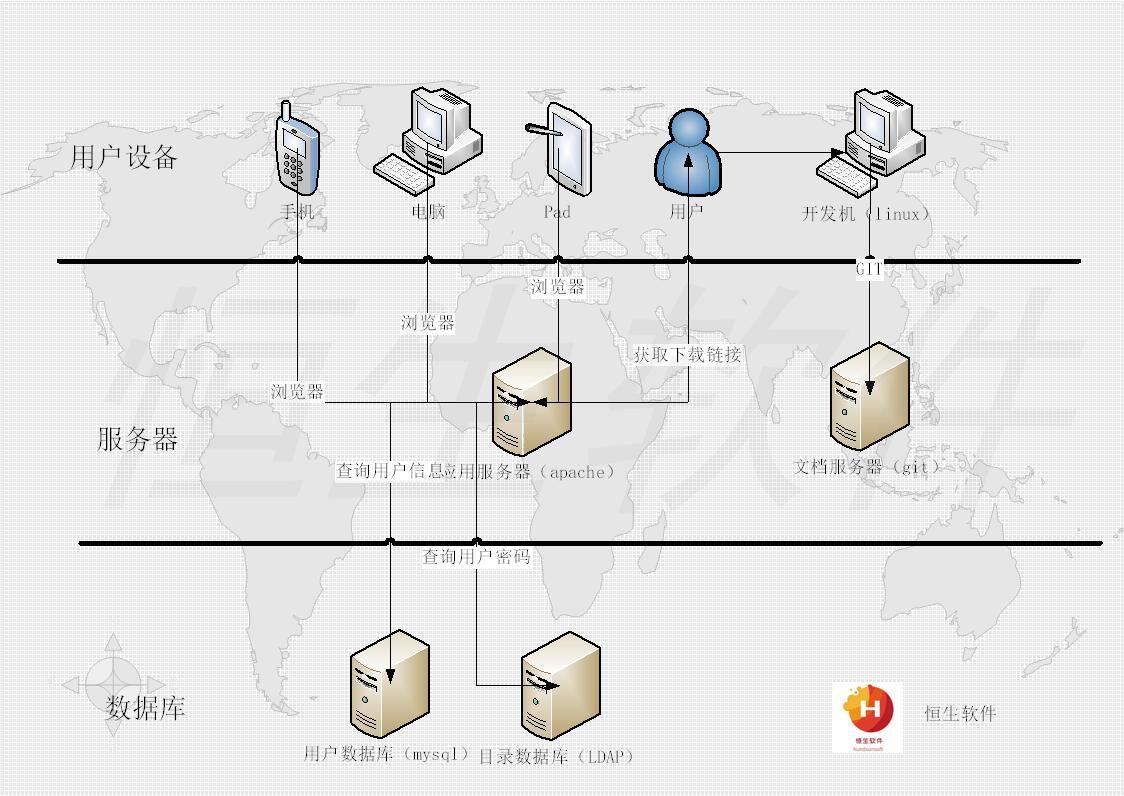 用户设备
手机
电脑
Pad
用户
开发机（linux）
GIT
浏览器
浏览器
获取下载链接
浏览器
恒生软件
服务器
查询用户信息
应用服务器（apache）
文档服务器（git）
查询用户密码
数据库
用户数据库（mysql）
目录数据库（LDAP）
H
恒生软件
hundsunsoft
恒生软件